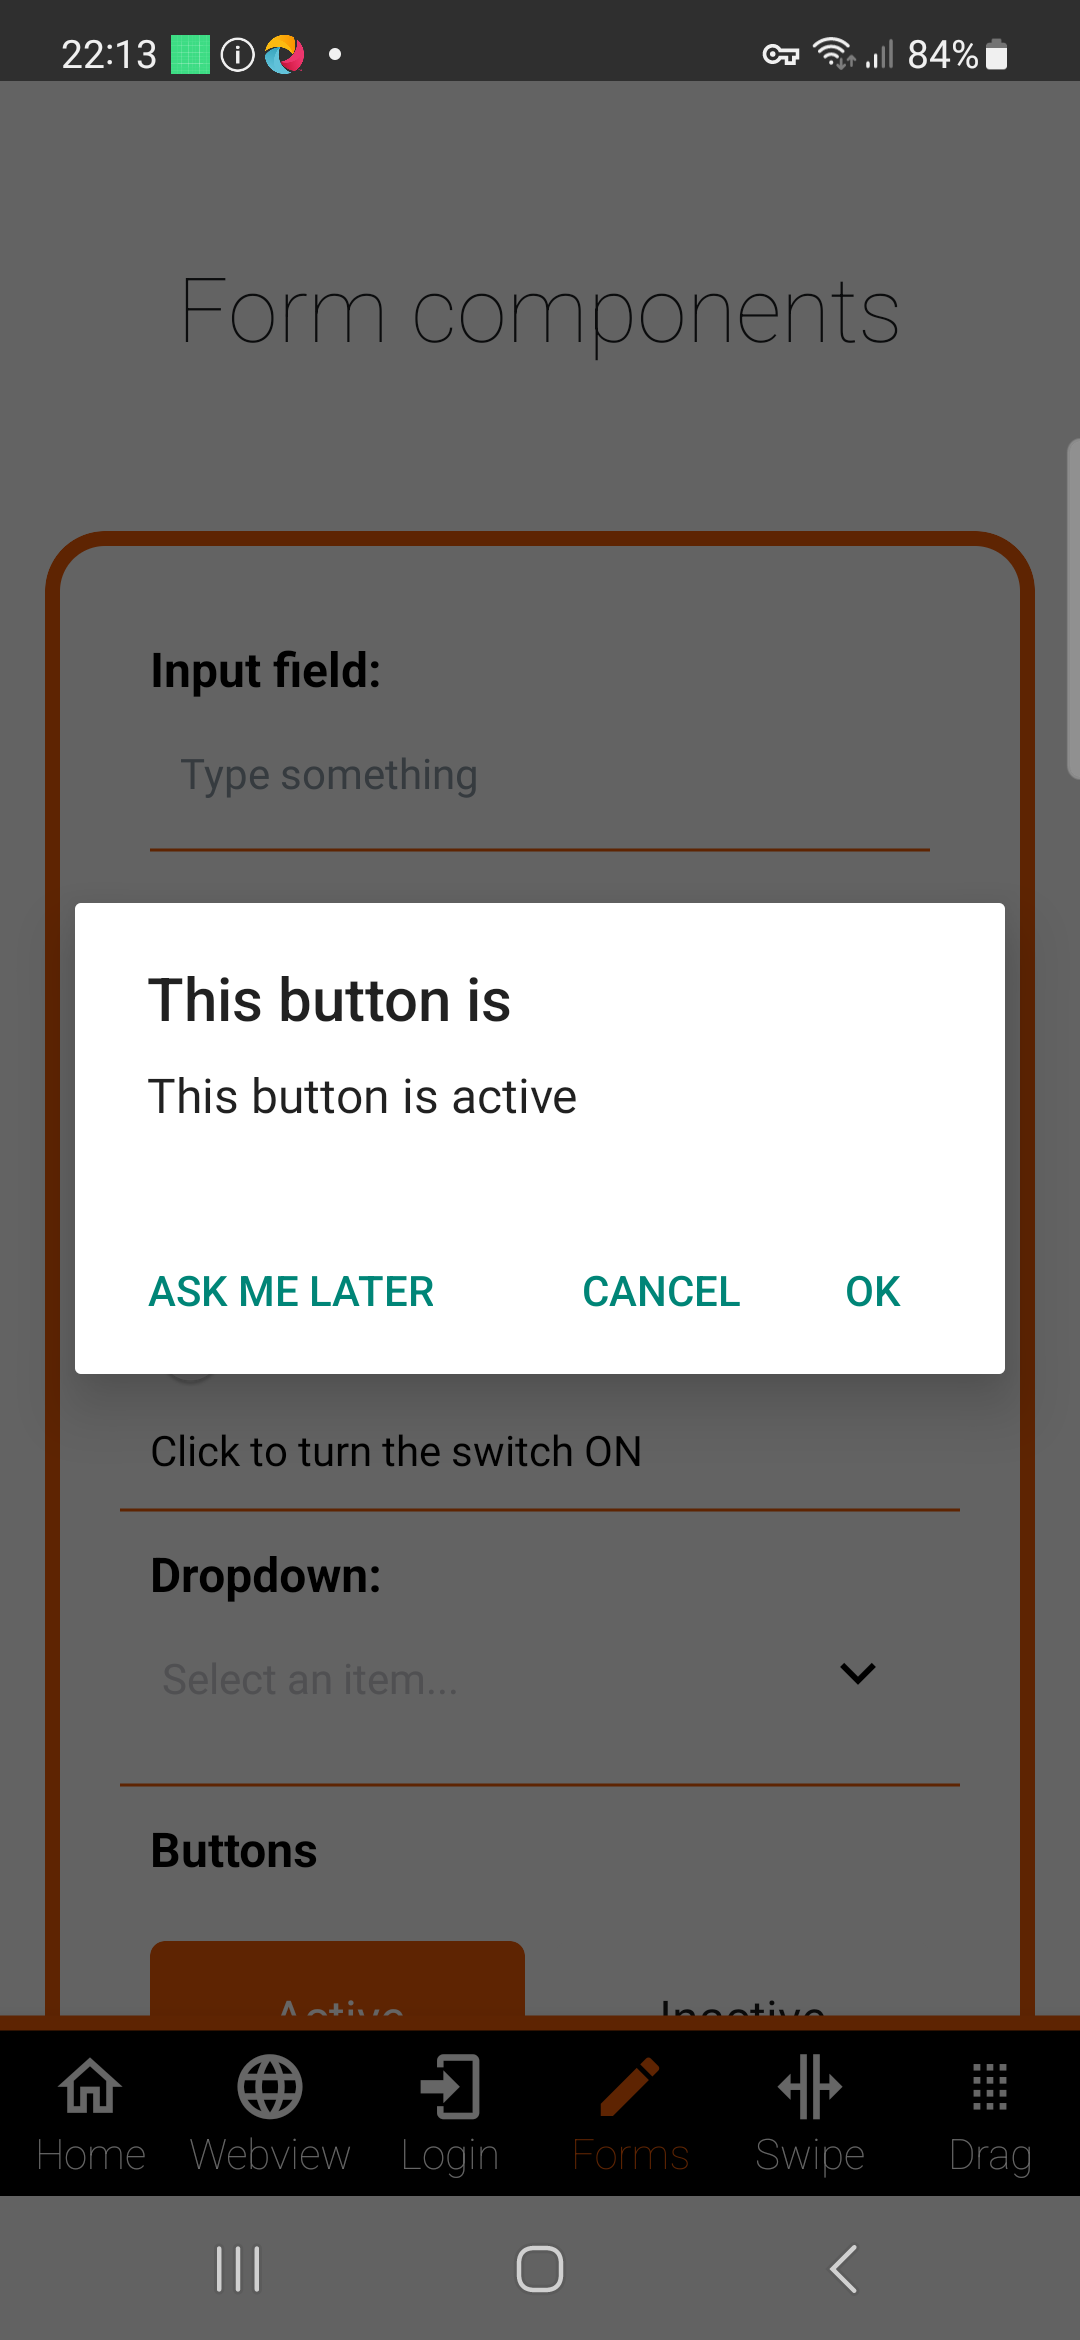 22:13
84%
Form components
Input field:
Type something
This button is
This button is active
ASK ME LATER CANCEL OK
Click to turn the switch ON
Dropdown:
Select an item...
Buttons
Active Inactive
Home Webview Login Forms Swipe Drag